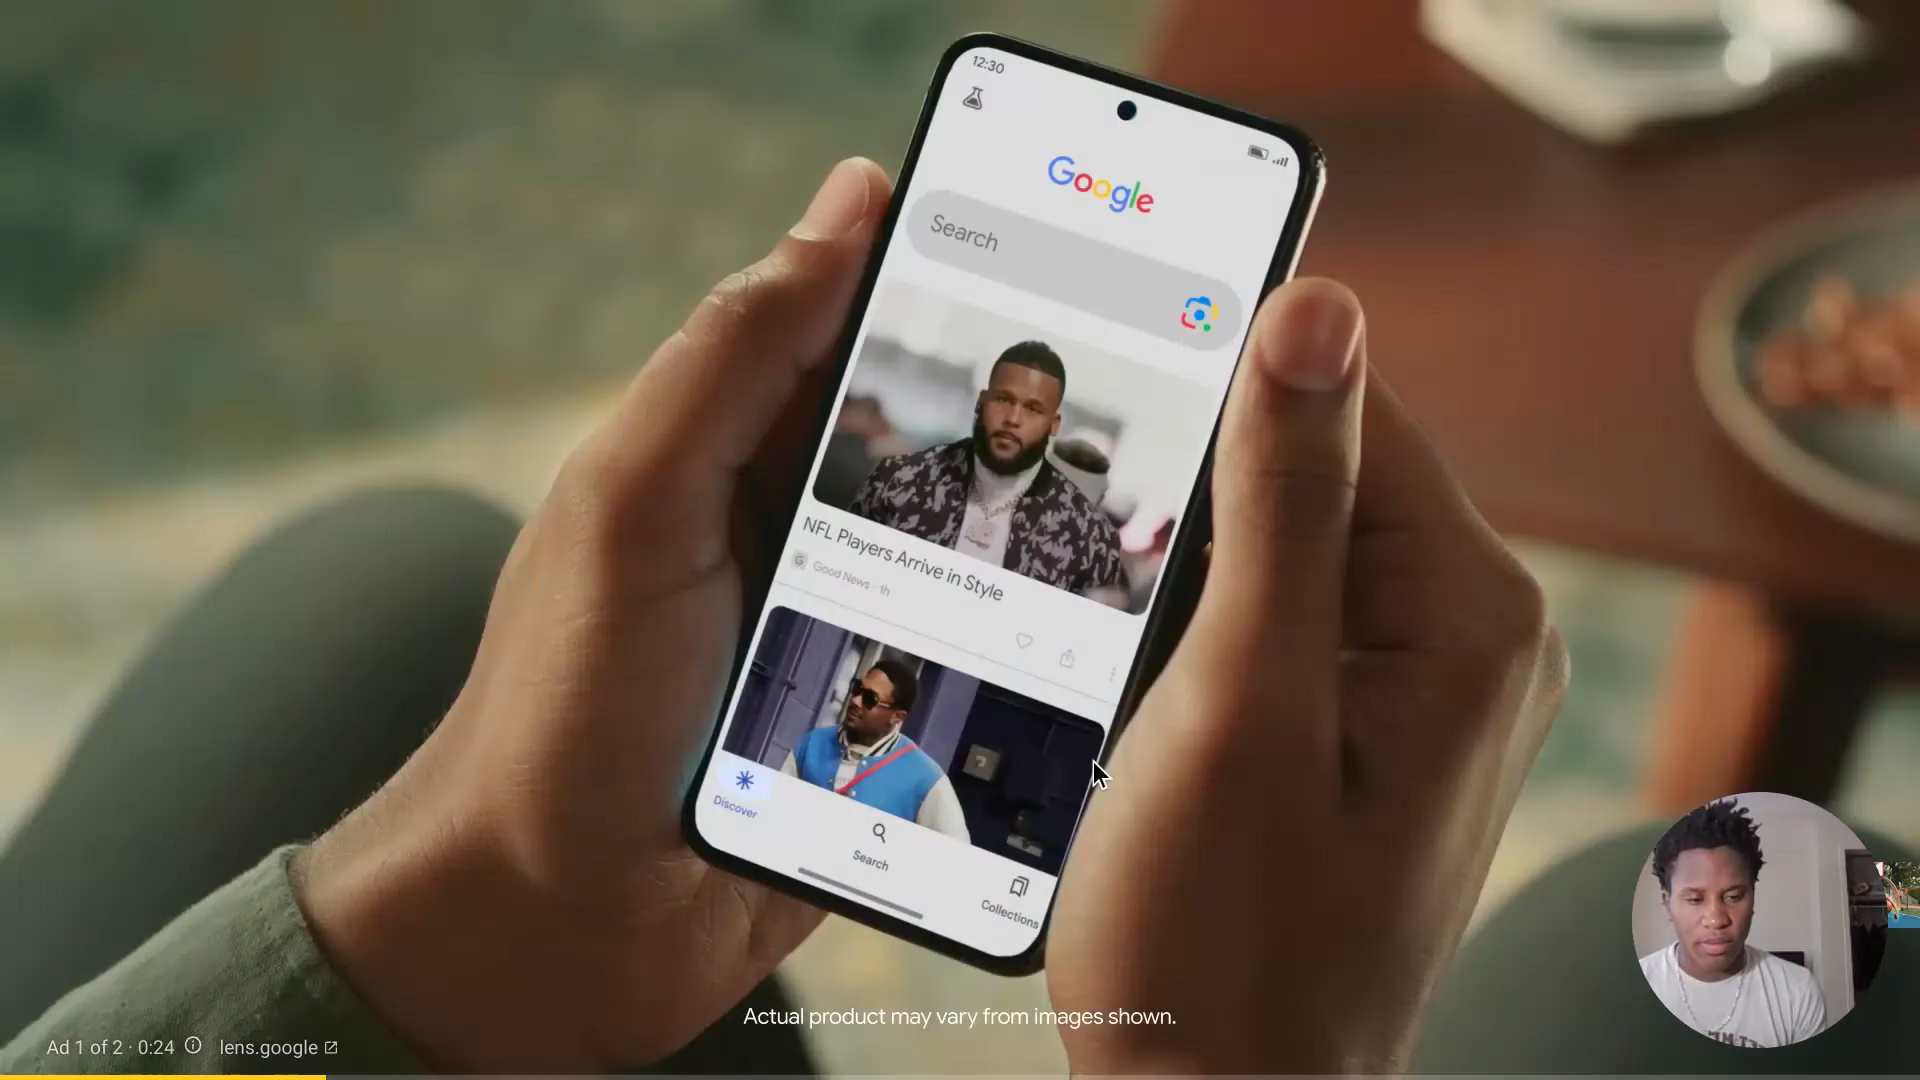 12:30
Google
Search
NFL Players Arrive in Style
G Good News · 1h
Discover
Search
Collections
Actual product may vary from images shown.
Ad 1 of 2 · 0:24
lens.google